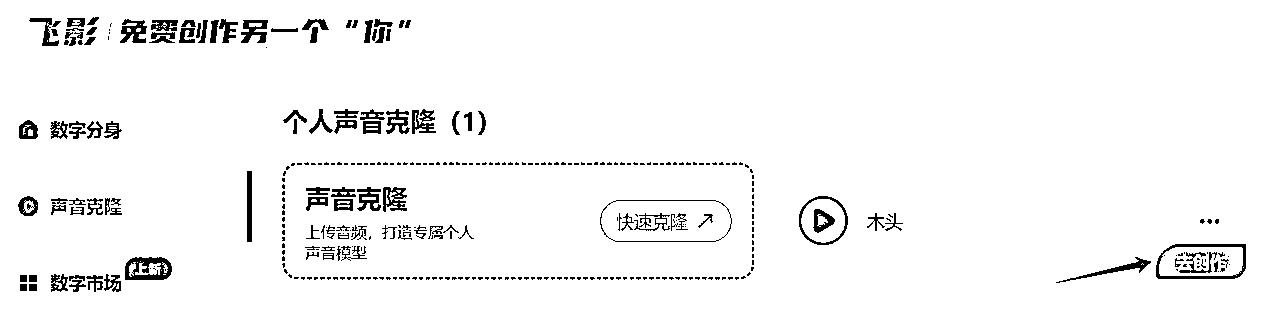 飞影 | 免费创作另一个“你”
个人声音克隆（1）
数字分身
声音克隆
数字市场 上新
声音克隆
上传音频，打造专属个人
声音模型
快速克隆
木头
去创作